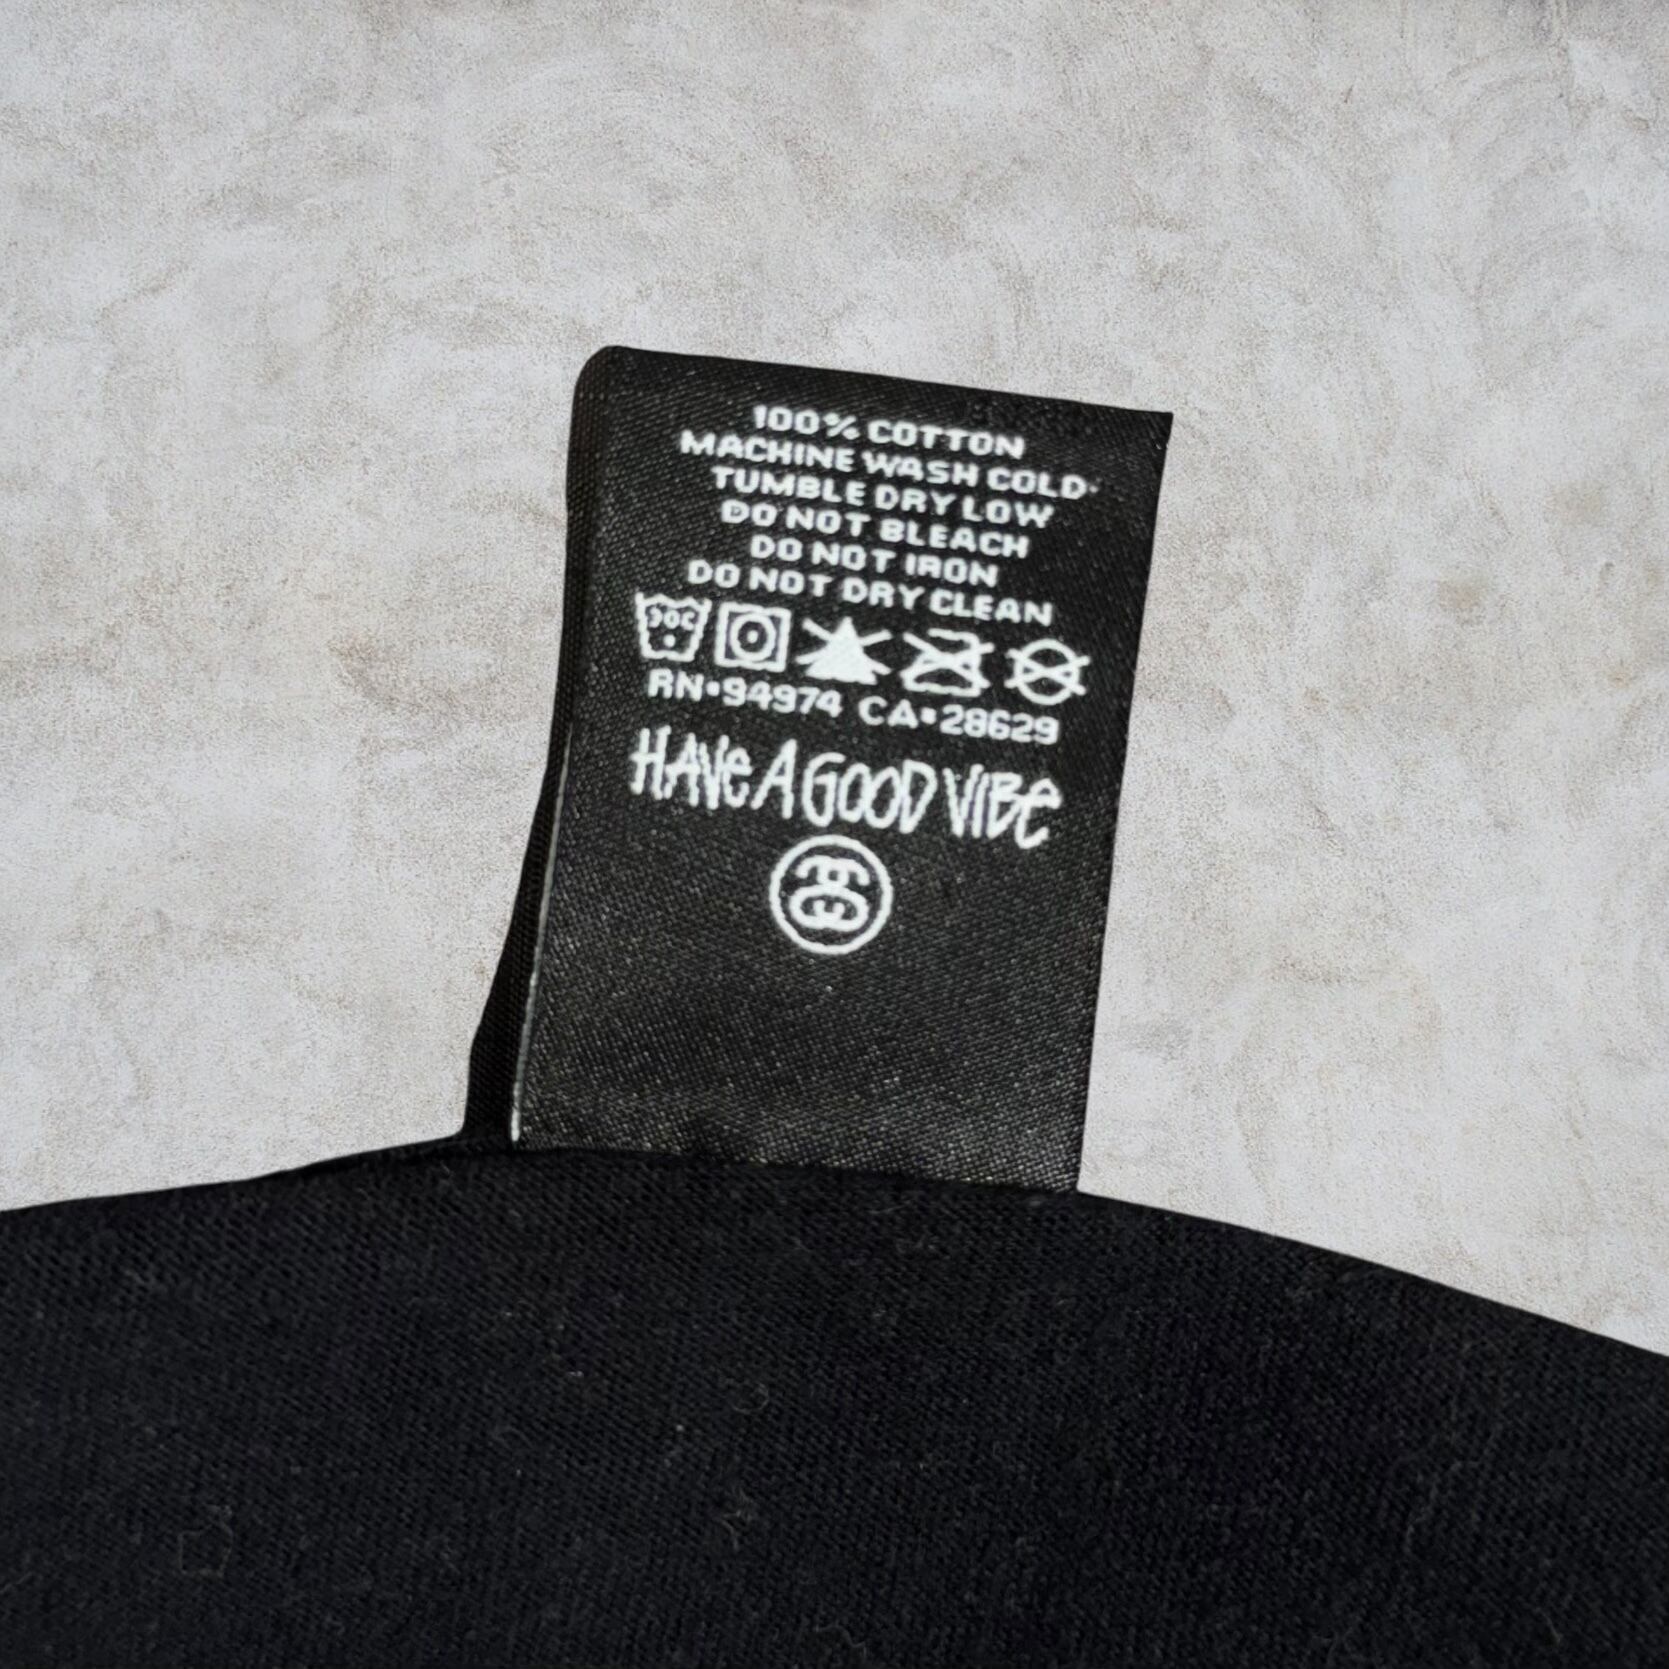 100% COTTON
MACHINE WASH COLD
TUMBLE DRY LOW
DO NOT BLEACH
DO NOT IRON
DO NOT DRY CLEAN
30C
RN•94974 CA•28629
HAVE A GOOD VIBE